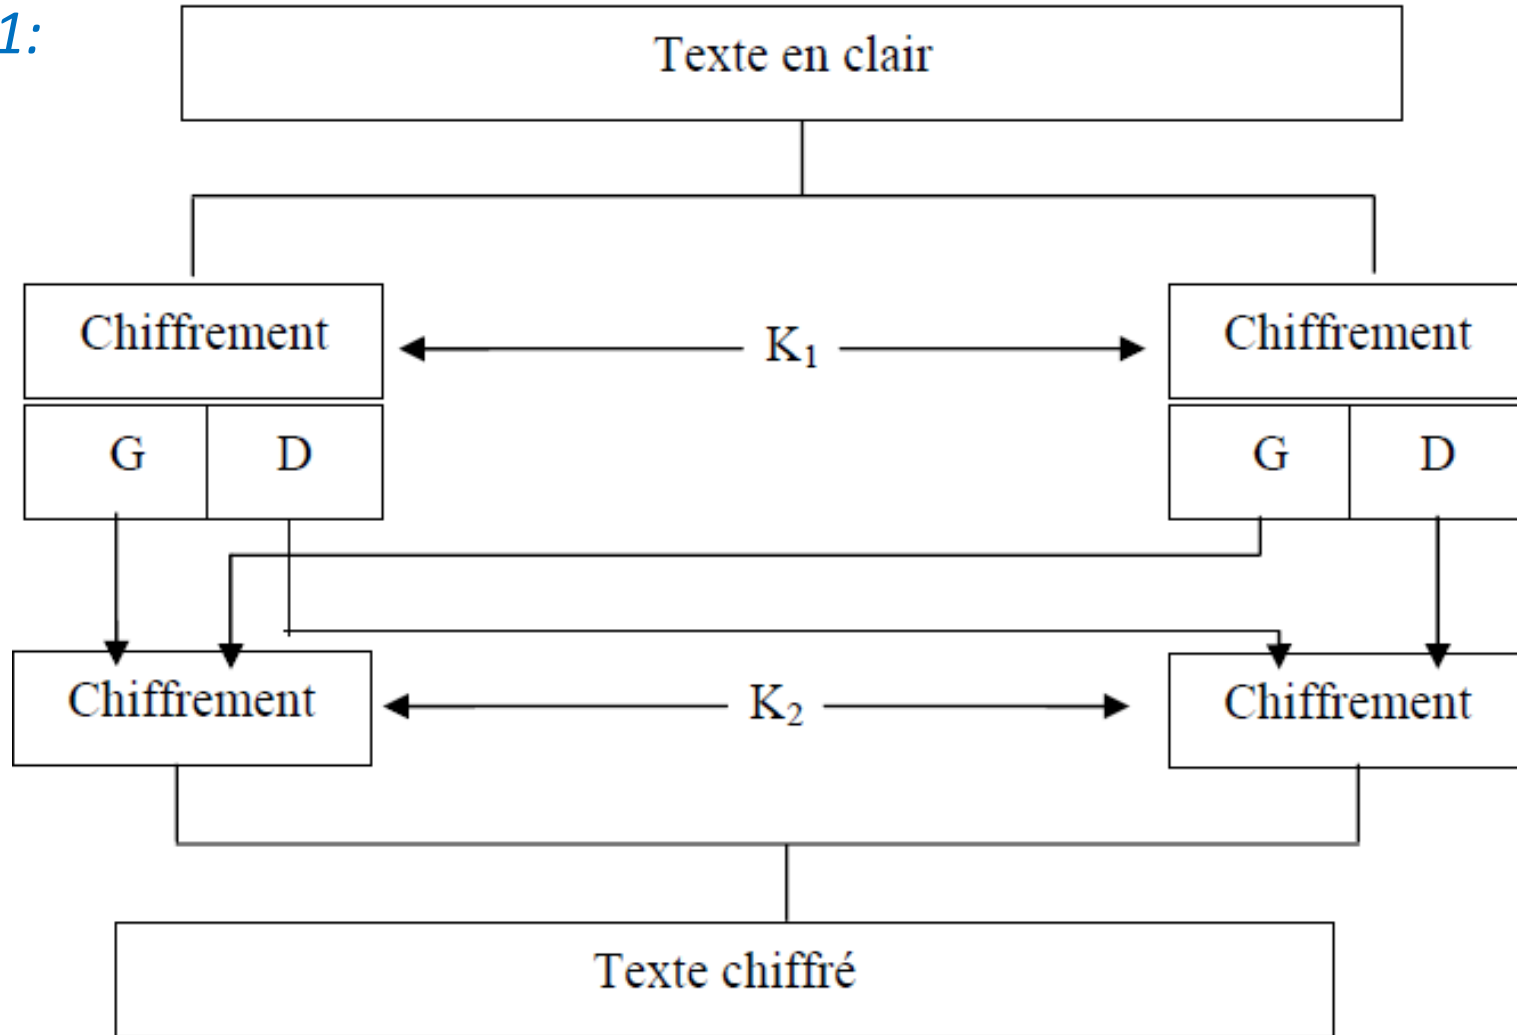 1:
Texte en clair
Chiffrement K₁ Chiffrement
G D G D
Chiffrement K₂ Chiffrement
Texte chiffré